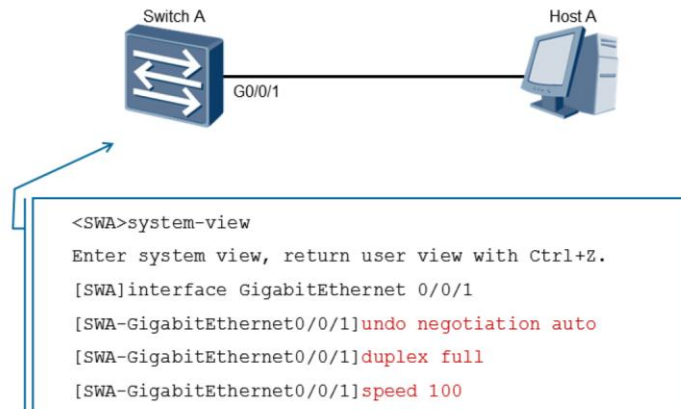 Switch A
Host A
G0/0/1
<SWA>system-view
Enter system view, return user view with Ctrl+Z.
[SWA]interface GigabitEthernet 0/0/1
[SWA-GigabitEthernet0/0/1]undo negotiation auto
[SWA-GigabitEthernet0/0/1]duplex full
[SWA-GigabitEthernet0/0/1]speed 100